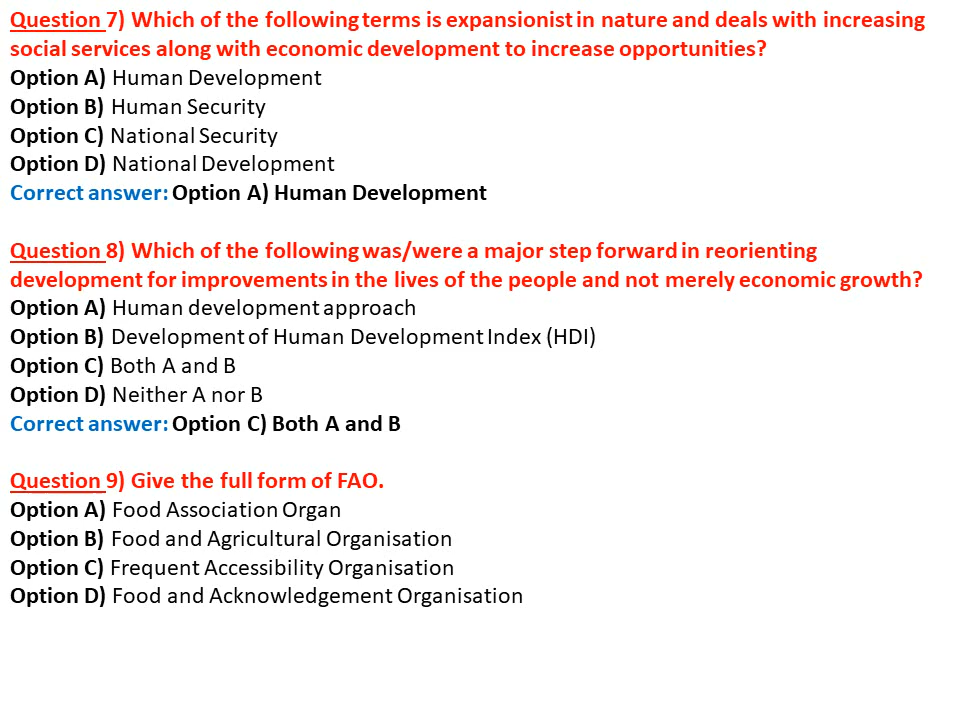 Question 7) Which of the following terms is expansionist in nature and deals with increasing
social services along with economic development to increase opportunities?
Option A) Human Development
Option B) Human Security
Option C) National Security
Option D) National Development
Correct answer: Option A) Human Development
Question 8) Which of the following was/were a major step forward in reorienting
development for improvements in the lives of the people and not merely economic growth?
Option A) Human development approach
Option B) Development of Human Development Index (HDI)
Option C) Both A and B
Option D) Neither A nor B
Correct answer: Option C) Both A and B
Question 9) Give the full form of FAO.
Option A) Food Association Organ
Option B) Food and Agricultural Organisation
Option C) Frequent Accessibility Organisation
Option D) Food and Acknowledgement Organisation